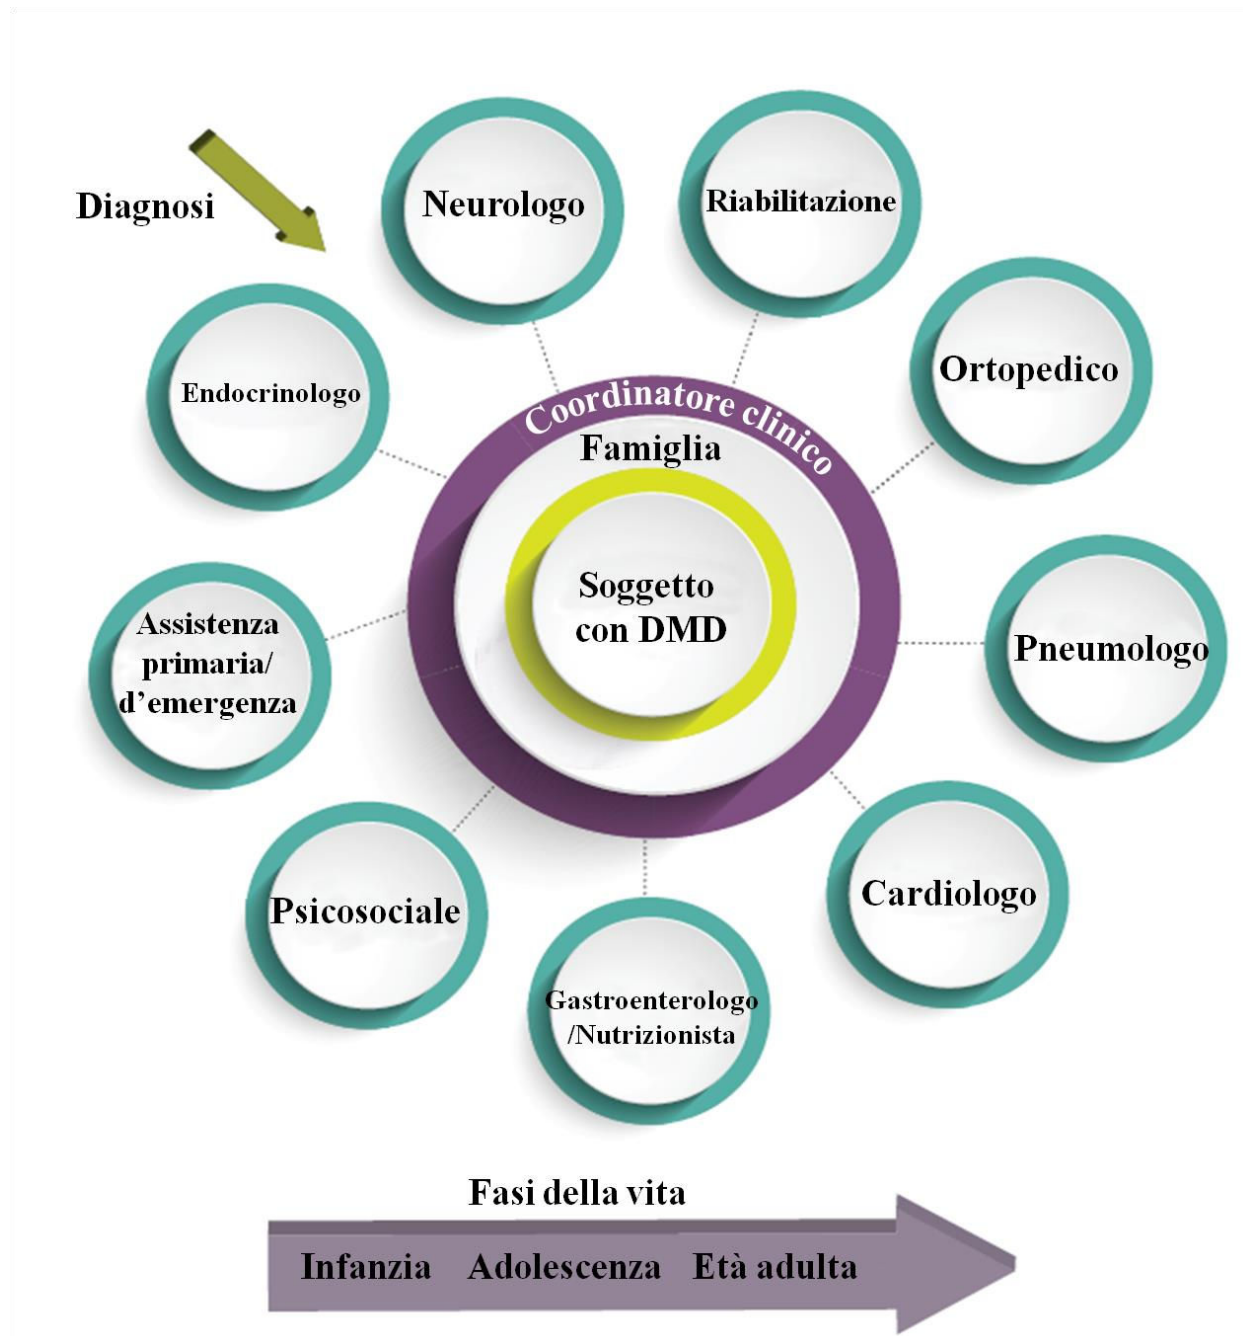 Diagnosi
Neurologo
Riabilitazione
Endocrinologo
Ortopedico
Coordinatore clinico
Famiglia
Soggetto
con DMD
Assistenza
primaria/
d’emergenza
Pneumologo
Psicosociale
Cardiologo
Gastroenterologo
/Nutrizionista
Fasi della vita
Infanzia Adolescenza Età adulta